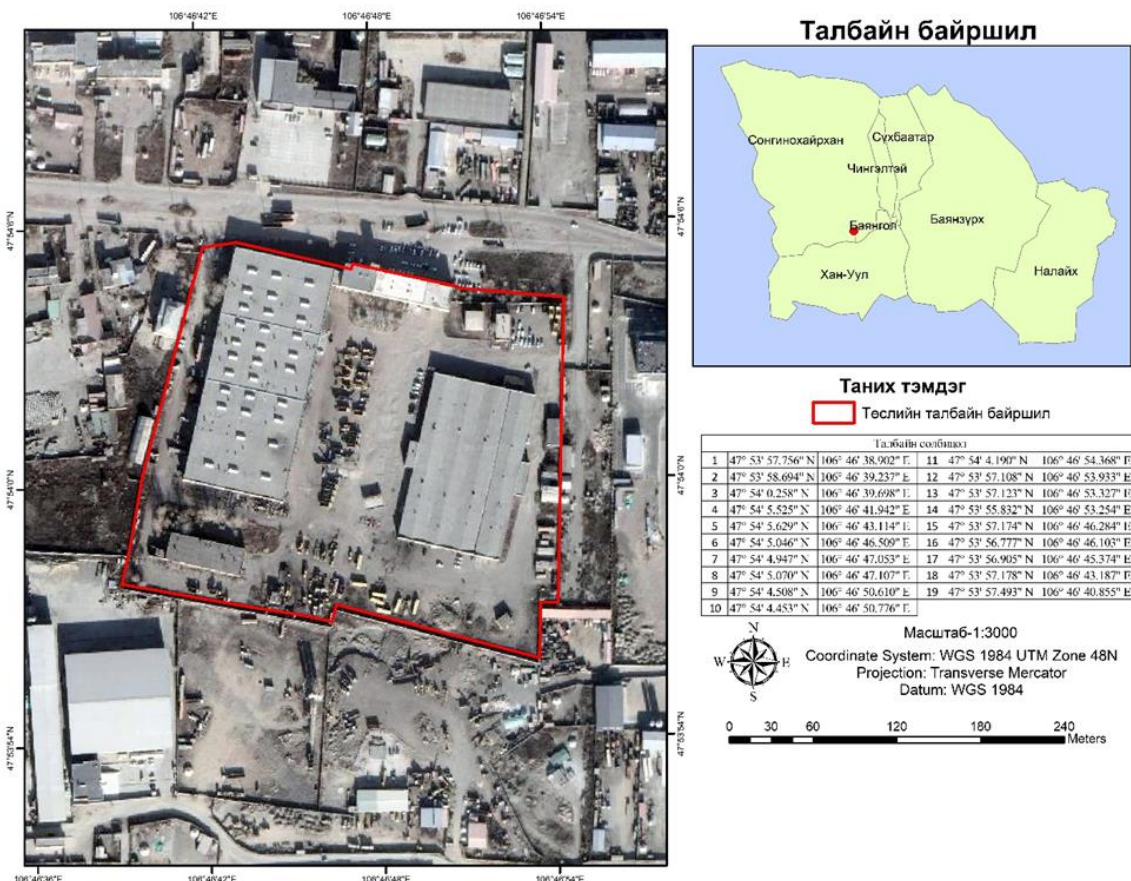 106°46'42"E
106°46'48"E
106°46'54"E
47°54'6"N
47°54'6"N
47°54'0"N
47°54'0"N
47°53'54"N
47°53'54"N
106°46'36"E
106°46'42"E
106°46'48"E
106°46'54"E
Талбайн байршил
Сонгинохайрхан
Сүхбаатар
Чингэлтэй
Баянгол
Баянзүрх
Хан-Уул
Налайх
Таних тэмдэг
Төслийн талбайн байршил
Талбайн солбицол
1 47° 53' 57.756" N 106° 46' 38.902" E 11 47° 54' 4.190" N 106° 46' 54.368" E
2 47° 53' 58.694" N 106° 46' 39.237" E 12 47° 53' 57.108" N 106° 46' 53.933" E
3 47° 54' 0.258" N 106° 46' 39.698" E 13 47° 53' 57.123" N 106° 46' 53.327" E
4 47° 54' 5.525" N 106° 46' 41.942" E 14 47° 53' 55.832" N 106° 46' 53.254" E
5 47° 54' 5.629" N 106° 46' 43.114" E 15 47° 53' 57.174" N 106° 46' 46.284" E
6 47° 54' 5.046" N 106° 46' 46.509" E 16 47° 53' 56.777" N 106° 46' 46.103" E
7 47° 54' 4.947" N 106° 46' 47.053" E 17 47° 53' 56.905" N 106° 46' 45.374" E
8 47° 54' 5.070" N 106° 46' 47.107" E 18 47° 53' 57.178" N 106° 46' 43.187" E
9 47° 54' 4.508" N 106° 46' 50.610" E 19 47° 53' 57.493" N 106° 46' 40.855" E
10 47° 54' 4.453" N 106° 46' 50.776" E
N
W E
S
Масштаб-1:3000
Coordinate System: WGS 1984 UTM Zone 48N
Projection: Transverse Mercator
Datum: WGS 1984
0 30 60 120 180 240
Meters